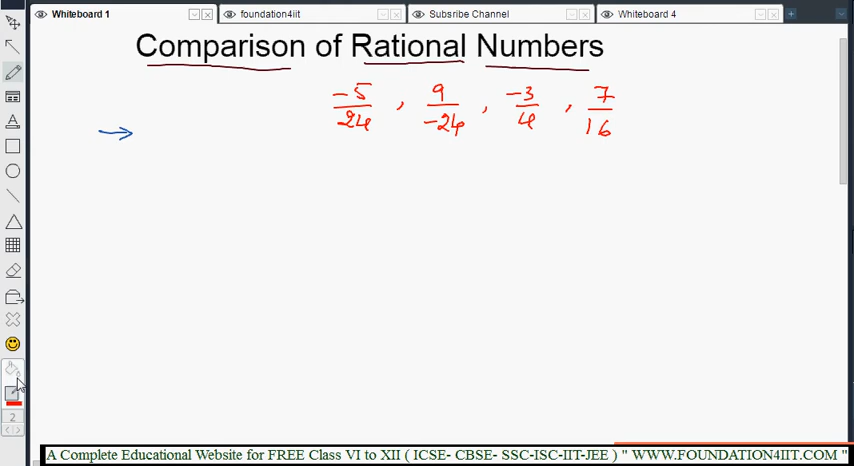 Whiteboard 1 foundation4iit Subsribe Channel Whiteboard 4
Comparison of Rational Numbers
-5/24 , 9/-24 , -3/4 , 7/16
2
A Complete Educational Website for FREE Class VI to XII ( ICSE- CBSE- SSC-ISC-IIT-JEE ) " WWW.FOUNDATION4IIT.COM "